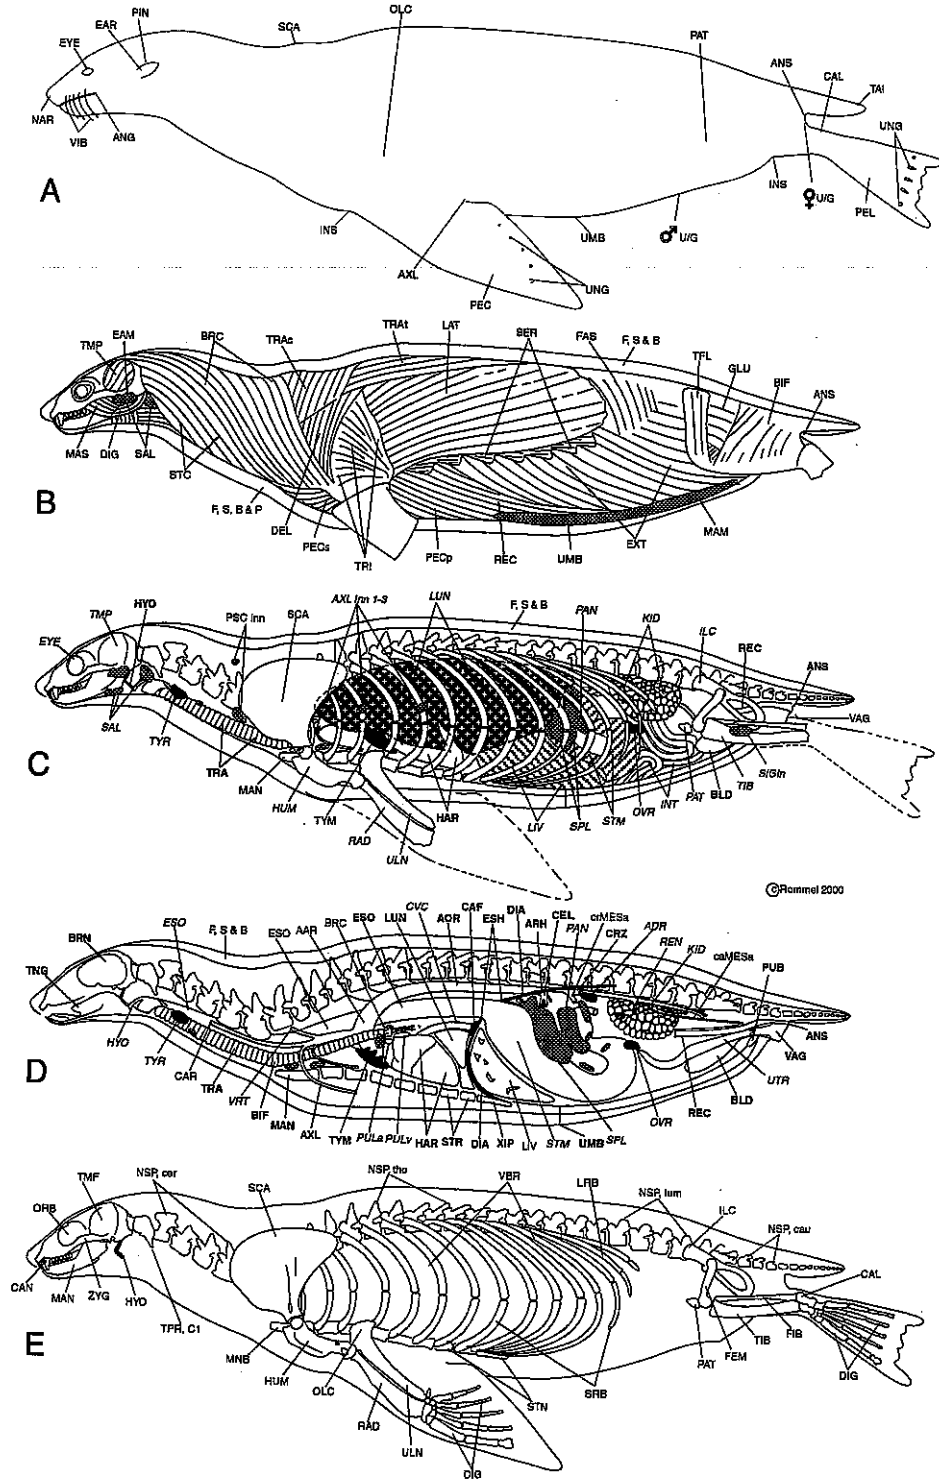 PIN
OLC
EAR
SCA
EYE
PAT
ANS
CAL
TAI
NAR
VIB
ANG
UNG
A
INS
♀ U/G
PEL
INS
UMB
♂ U/G
AXL
PEC
UNG
EAM
TMP
BRC
TRAc
TRAt
LAT
SER
FAS
F, S & B
TFL
GLU
BIF
ANS
MAS
DIG
SAL
STC
B
F, S, B & P
DEL
PECs
TRI
PECp
REC
UMB
EXT
MAM
TMP
HYO
PSC lnn
SCA
AXL lnn 1-3
LUN
F, S & B
PAN
KID
ILC
REC
ANS
EYE
VAG
SAL
TYR
C
TRA
MAN
HUM
TYM
RAD
ULN
HAR
LIV
SPL
STM
OVR
INT
PAT
BLD
TIB
SIGln
© Rommel 2000
BRN
ESO
F, S & B
ESO
AAR
BRC
ESO
LUN
CVC
AOR
CAF
ESH
DIA
ARH
CEL
PAN
crMESa
CRZ
ADR
REN
KID
caMESa
PUB
TNG
ANS
HYO
VAG
TYR
D
CAR
TRA
VRT
BIF
MAN
AXL
TYM
PULa
PULv
HAR
STR
DIA
XIP
LIV
STM
UMB
SPL
OVR
REC
BLD
UTR
TMF
NSP, cer
SCA
NSP, tho
VBR
LRB
NSP, lum
ILC
NSP, cau
ORB
CAL
CAN
MAN
ZYG
HYO
TPR, C1
E
MNB
HUM
OLC
RAD
ULN
DIG
STN
SRB
PAT
FEM
TIB
FIB
DIG